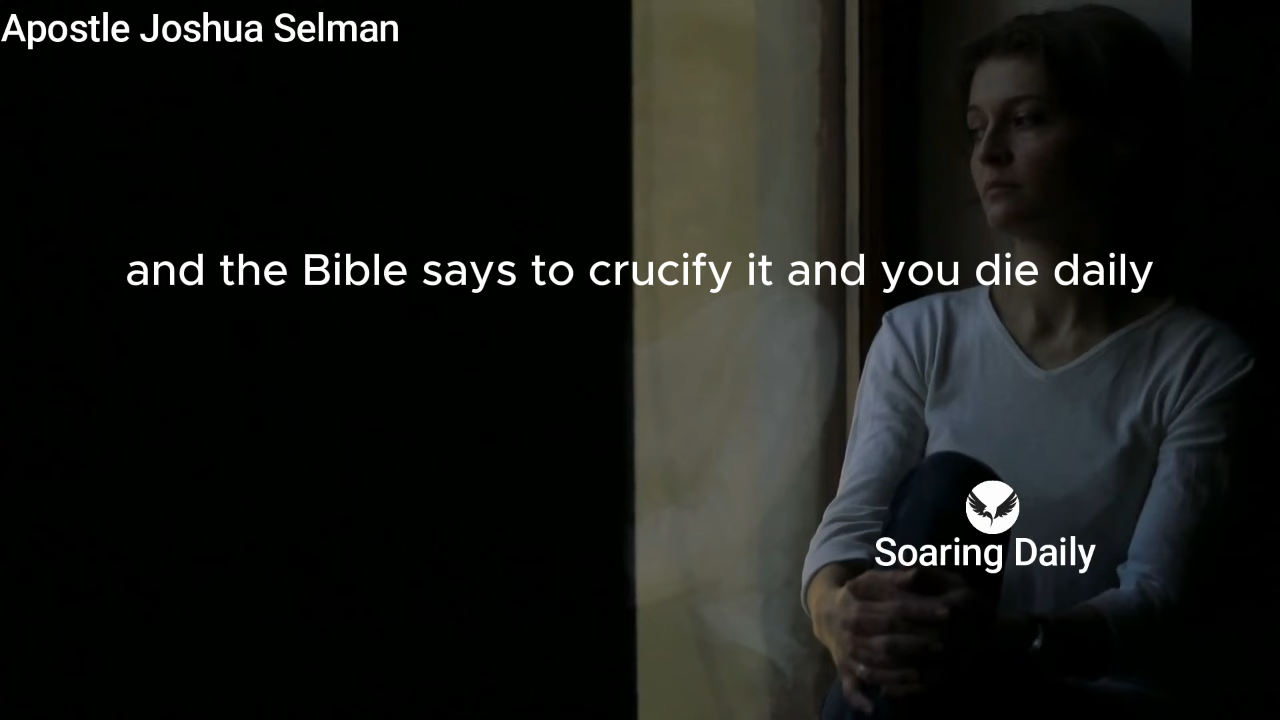 Apostle Joshua Selman
and the Bible says to crucify it and you die daily
Soaring Daily